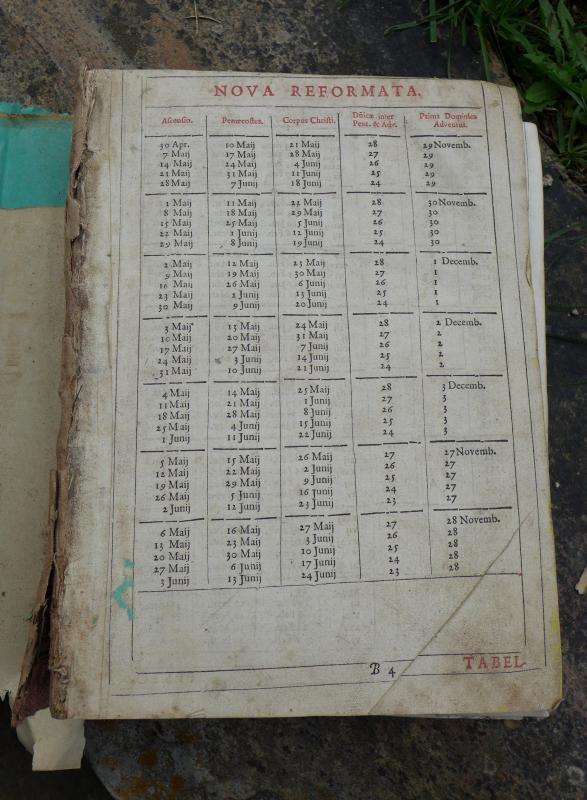 NOVA REFORMATA.
Ascensio. Pentecostes. Corpus Christi. Dñicæ inter Pent. & Adv. Prima Dominica Adventus.
30 Apr. 10 Maij 21 Maij 28 29 Novemb.
7 Maij 17 Maij 28 Maij 27 29
14 Maij 24 Maij 4 Junij 26 29
21 Maij 31 Maij 11 Junij 25 29
28 Maij 7 Junij 18 Junij 24 29
1 Maij 11 Maij 22 Maij 28 30 Novemb.
8 Maij 18 Maij 29 Maij 27 30
15 Maij 25 Maij 5 Junij 26 30
22 Maij 1 Junij 12 Junij 25 30
29 Maij 8 Junij 19 Junij 24 30
2 Maij 12 Maij 23 Maij 28 1 Decemb.
9 Maij 19 Maij 30 Maij 27 1
16 Maij 26 Maij 6 Junij 26 1
23 Maij 2 Junij 13 Junij 25 1
30 Maij 9 Junij 20 Junij 24 1
3 Maij 13 Maij 24 Maij 28 2 Decemb.
10 Maij 20 Maij 31 Maij 27 2
17 Maij 27 Maij 7 Junij 26 2
24 Maij 3 Junij 14 Junij 25 2
31 Maij 10 Junij 21 Junij 24 2
4 Maij 14 Maij 25 Maij 28 3 Decemb.
11 Maij 21 Maij 1 Junij 27 3
18 Maij 28 Maij 8 Junij 26 3
25 Maij 4 Junij 15 Junij 25 3
1 Junij 11 Junij 22 Junij 24 3
5 Maij 15 Maij 26 Maij 27 27 Novemb.
12 Maij 22 Maij 2 Junij 26 27
19 Maij 29 Maij 9 Junij 25 27
26 Maij 5 Junij 16 Junij 24 27
2 Junij 12 Junij 23 Junij 23 27
6 Maij 16 Maij 27 Maij 27 28 Novemb.
13 Maij 23 Maij 3 Junij 26 28
20 Maij 30 Maij 10 Junij 25 28
27 Maij 6 Junij 17 Junij 24 28
3 Junij 13 Junij 24 Junij 23 28
B 4 TABEL-